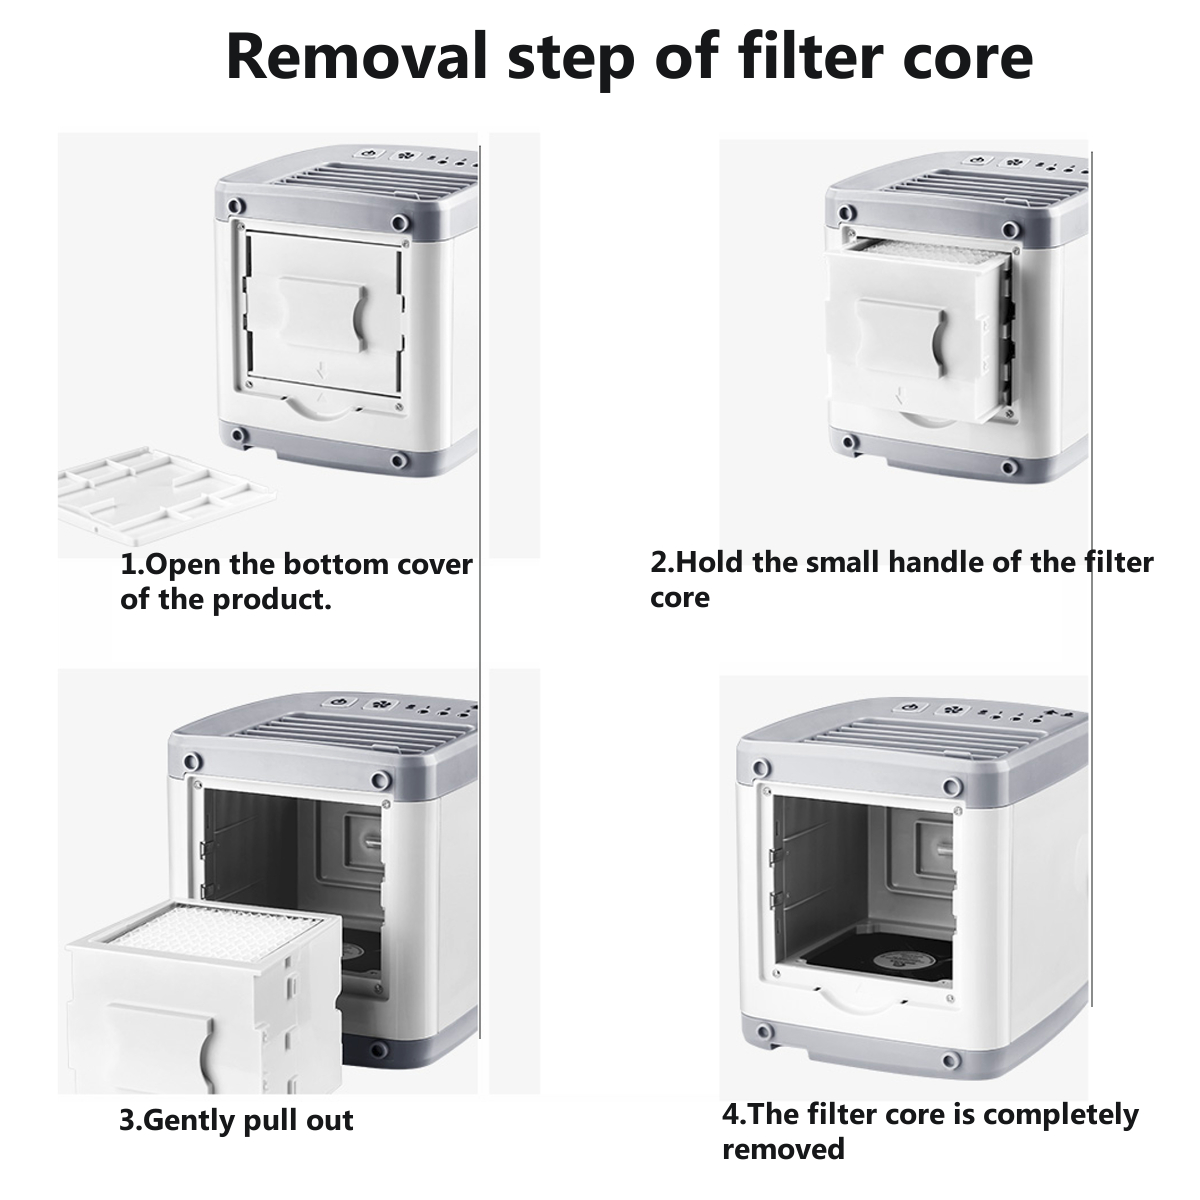 Removal step of filter core
1.Open the bottom cover
of the product.
2.Hold the small handle of the filter
core
3.Gently pull out
4.The filter core is completely
removed